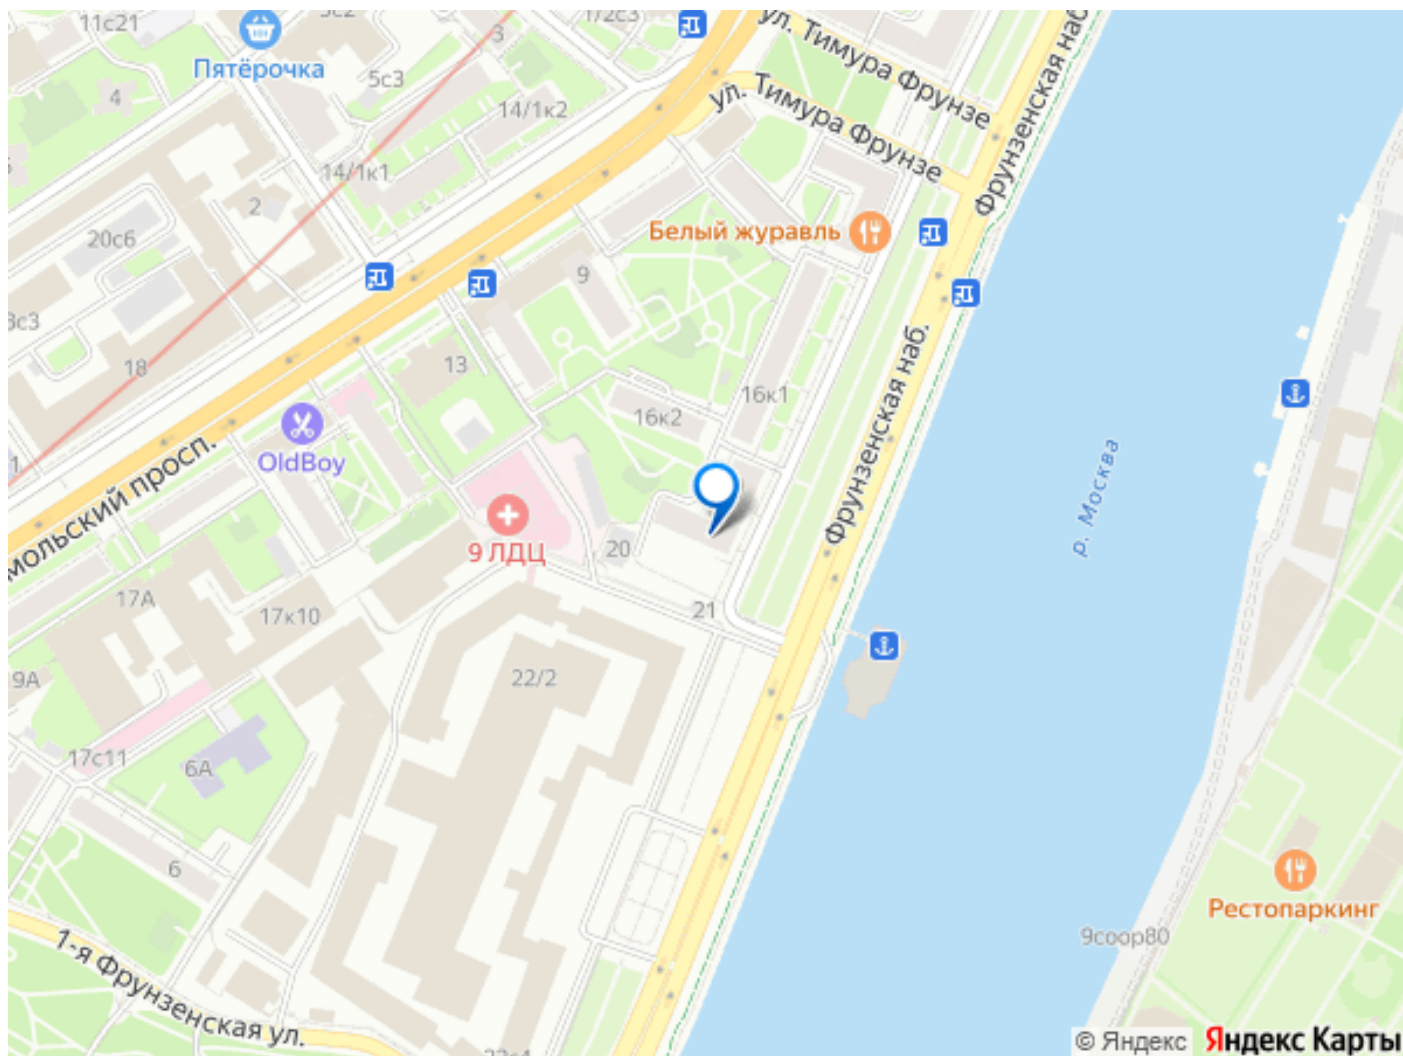 11с21
Пятёрочка
3с2
1/2с3
3
4
5с3
14/1к2
14/1к1
2
20с6
18
ул. Тимура Фрунзе
ул. Тимура Фрунзе
Фрунзенская наб.
Белый журавль
9
13
16к1
16к2
OldBoy
мольский просп.
Фрунзенская наб.
р. Москва
9 ЛДЦ
20
21
17А
17к10
22/2
9А
17с11
6А
6
1-я Фрунзенская ул.
Рестопаркинг
9соор80
© Яндекс Яндекс Карты